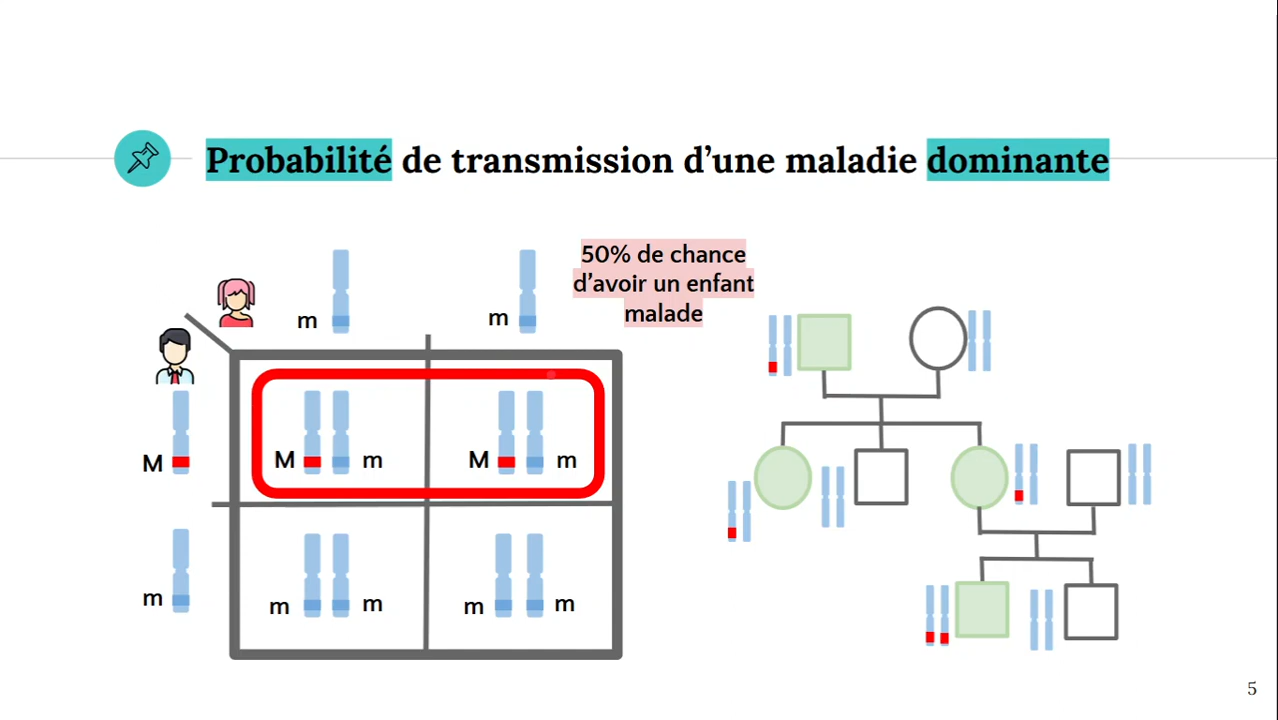 Probabilité de transmission d’une maladie dominante
50% de chance
d’avoir un enfant
malade
m m
M M m M m
m m m m m
5